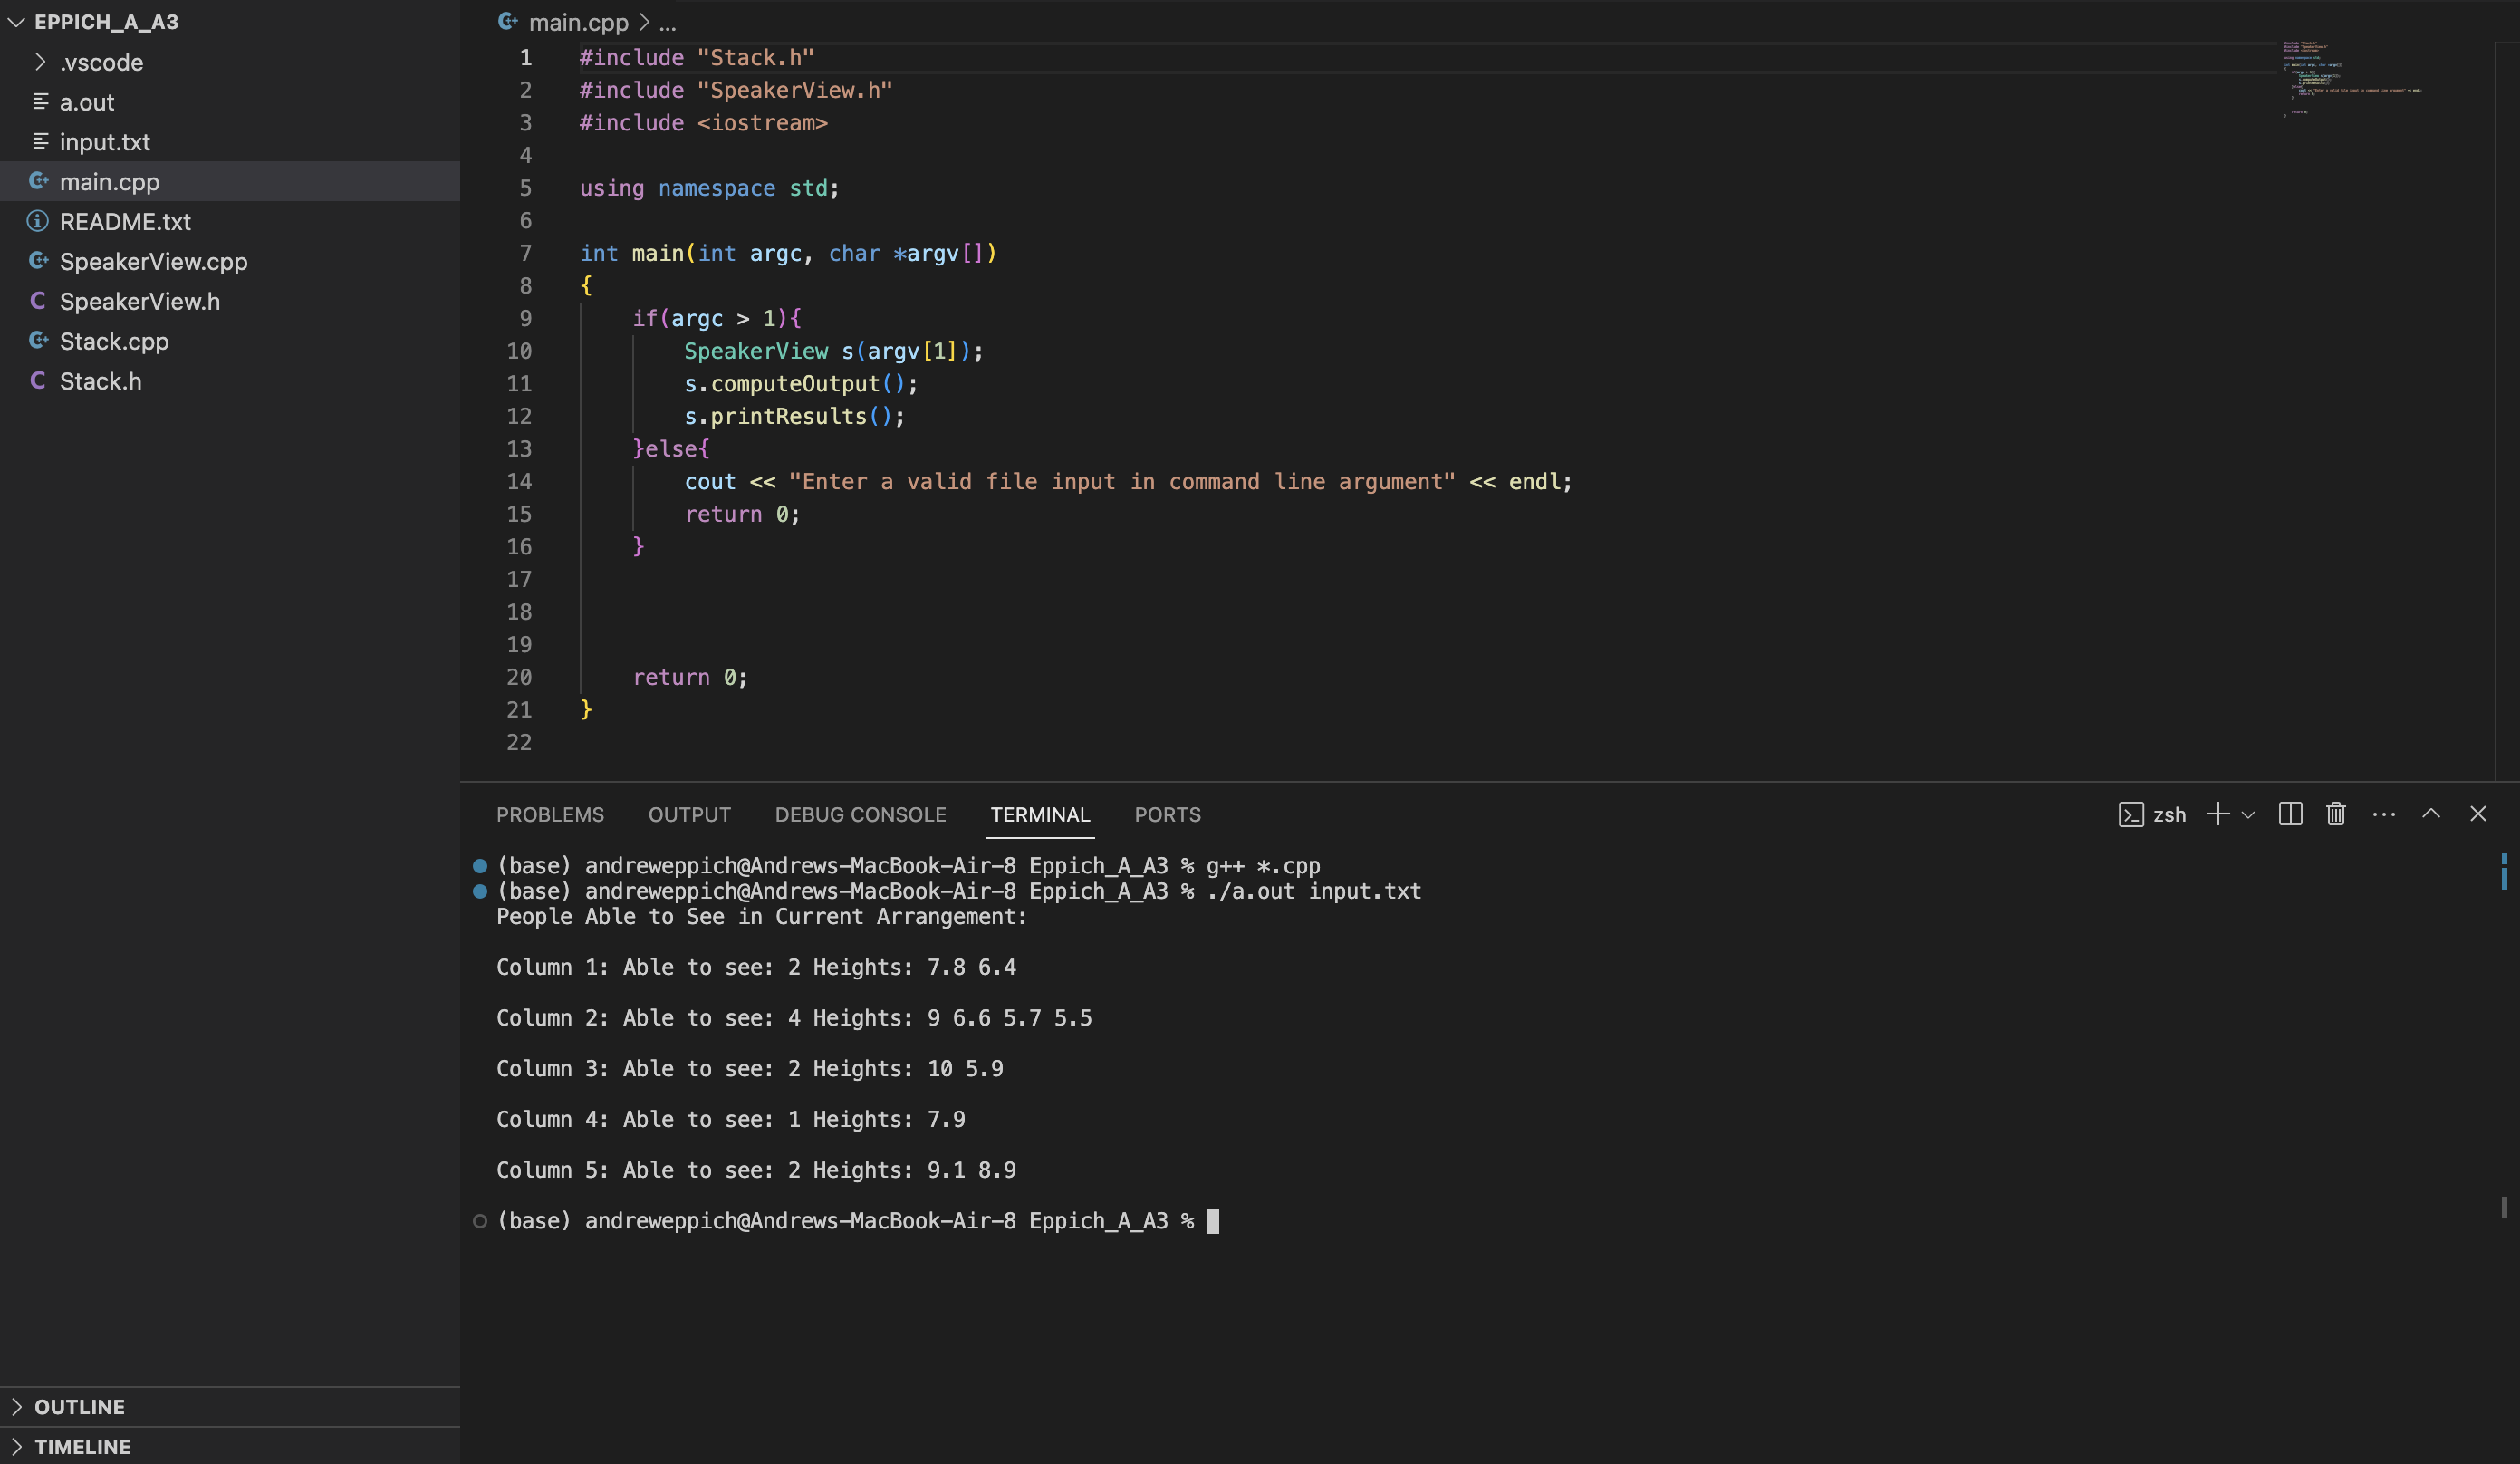 EPPICH_A_A3
.vscode
a.out
input.txt
main.cpp
README.txt
SpeakerView.cpp
SpeakerView.h
Stack.cpp
Stack.h
OUTLINE
TIMELINE
main.cpp > ...
1 #include "Stack.h"
2 #include "SpeakerView.h"
3 #include <iostream>
4
5 using namespace std;
6
7 int main(int argc, char *argv[])
8 {
9 if(argc > 1){
10 SpeakerView s(argv[1]);
11 s.computeOutput();
12 s.printResults();
13 }else{
14 cout << "Enter a valid file input in command line argument" << endl;
15 return 0;
16 }
17
18
19
20 return 0;
21 }
22
PROBLEMS OUTPUT DEBUG CONSOLE TERMINAL PORTS zsh
(base) andreweppich@Andrews-MacBook-Air-8 Eppich_A_A3 % g++ *.cpp
(base) andreweppich@Andrews-MacBook-Air-8 Eppich_A_A3 % ./a.out input.txt
People Able to See in Current Arrangement:
Column 1: Able to see: 2 Heights: 7.8 6.4
Column 2: Able to see: 4 Heights: 9 6.6 5.7 5.5
Column 3: Able to see: 2 Heights: 10 5.9
Column 4: Able to see: 1 Heights: 7.9
Column 5: Able to see: 2 Heights: 9.1 8.9
(base) andreweppich@Andrews-MacBook-Air-8 Eppich_A_A3 %